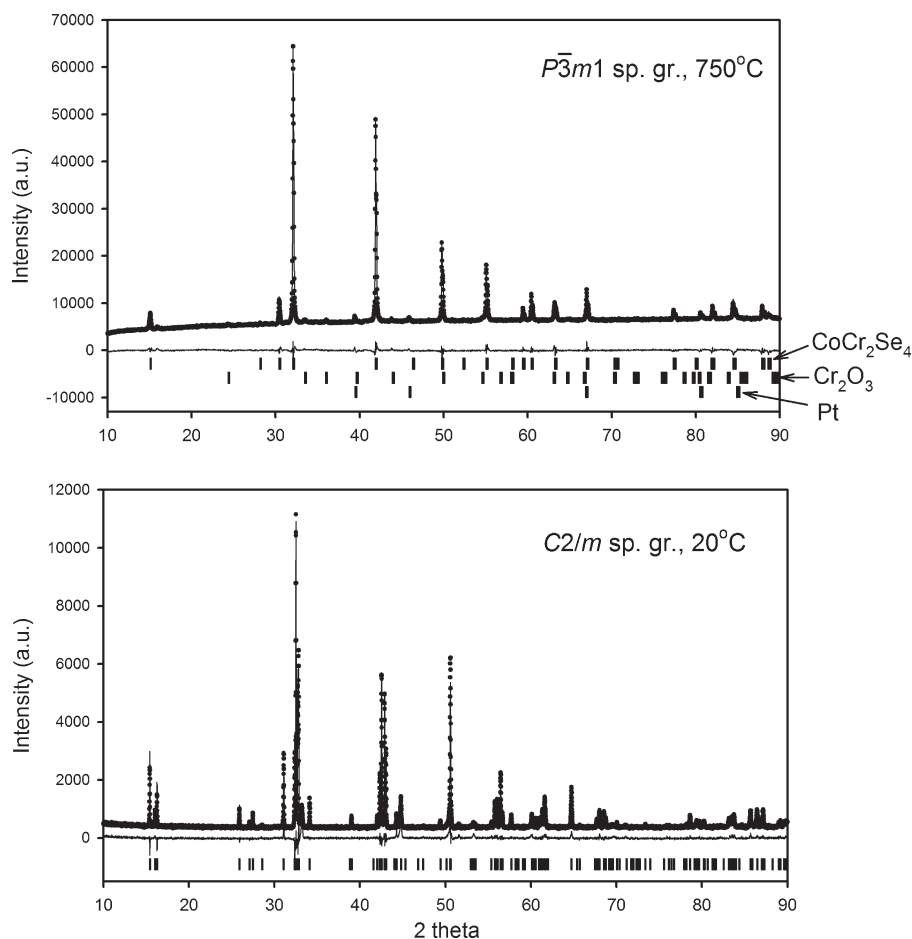 70000
60000
50000
40000
30000
20000
10000
0
-10000
Intensity (a.u.)
P3̅m1 sp. gr., 750°C
CoCr₂Se₄
Cr₂O₃
Pt
10 20 30 40 50 60 70 80 90
12000
10000
8000
6000
4000
2000
0
Intensity (a.u.)
C2/m sp. gr., 20°C
10 20 30 40 50 60 70 80 90
2 theta